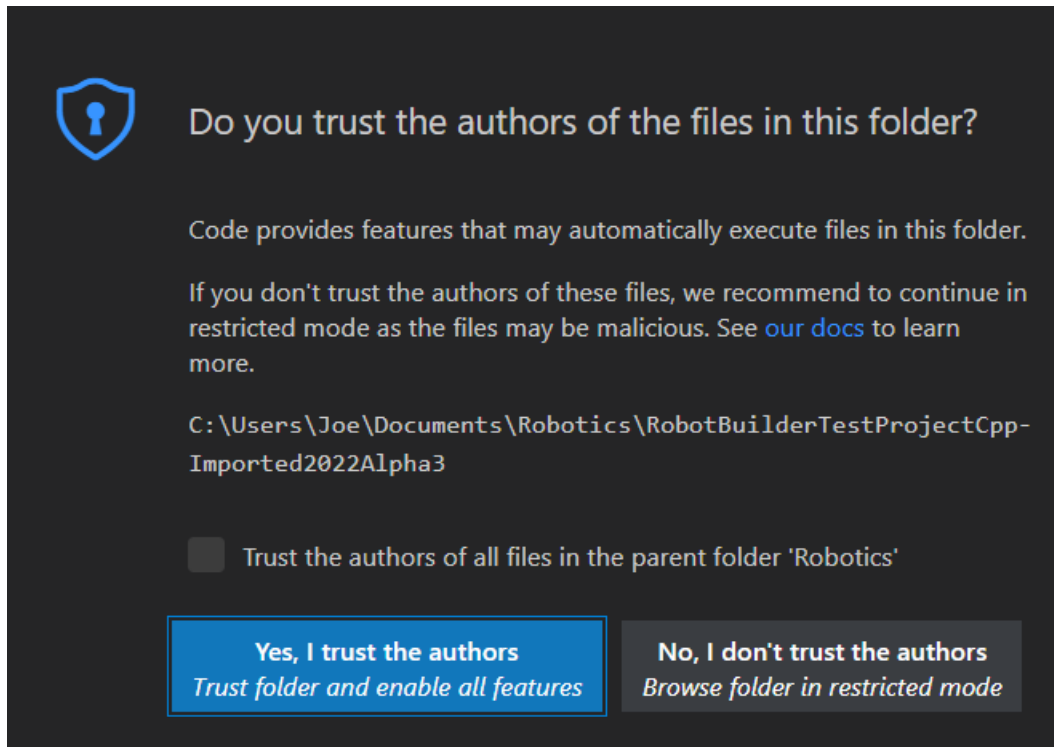 Do you trust the authors of the files in this folder?
Code provides features that may automatically execute files in this folder.
If you don't trust the authors of these files, we recommend to continue in
restricted mode as the files may be malicious. See our docs to learn
more.
C:\Users\Joe\Documents\Robotics\RobotBuilderTestProjectCpp-
Imported2022Alpha3
Trust the authors of all files in the parent folder 'Robotics'
Yes, I trust the authors
Trust folder and enable all features
No, I don't trust the authors
Browse folder in restricted mode